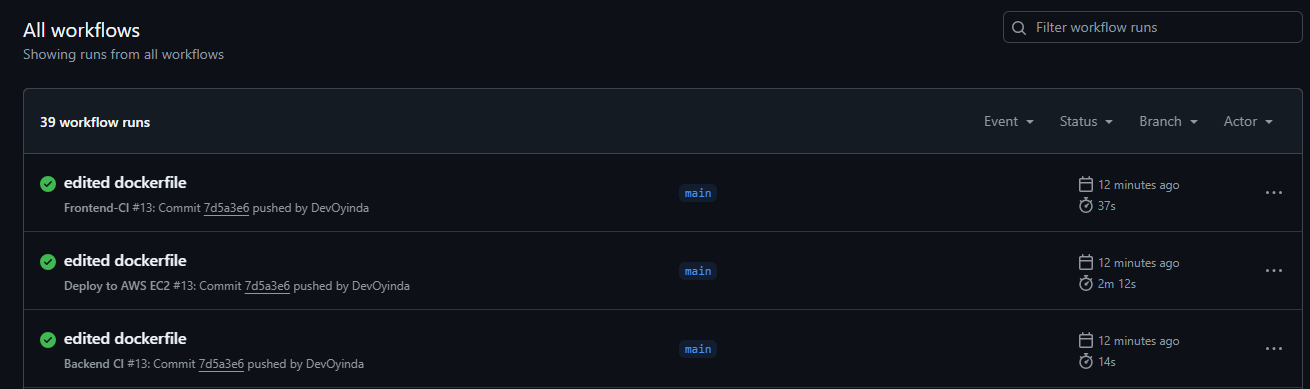 All workflows
Filter workflow runs
Showing runs from all workflows
39 workflow runs
Event
Status
Branch
Actor
edited dockerfile
main
12 minutes ago
Frontend-CI #13: Commit 7d5a3e6 pushed by DevOyinda
37s
edited dockerfile
main
12 minutes ago
Deploy to AWS EC2 #13: Commit 7d5a3e6 pushed by DevOyinda
2m 12s
edited dockerfile
main
12 minutes ago
Backend CI #13: Commit 7d5a3e6 pushed by DevOyinda
14s